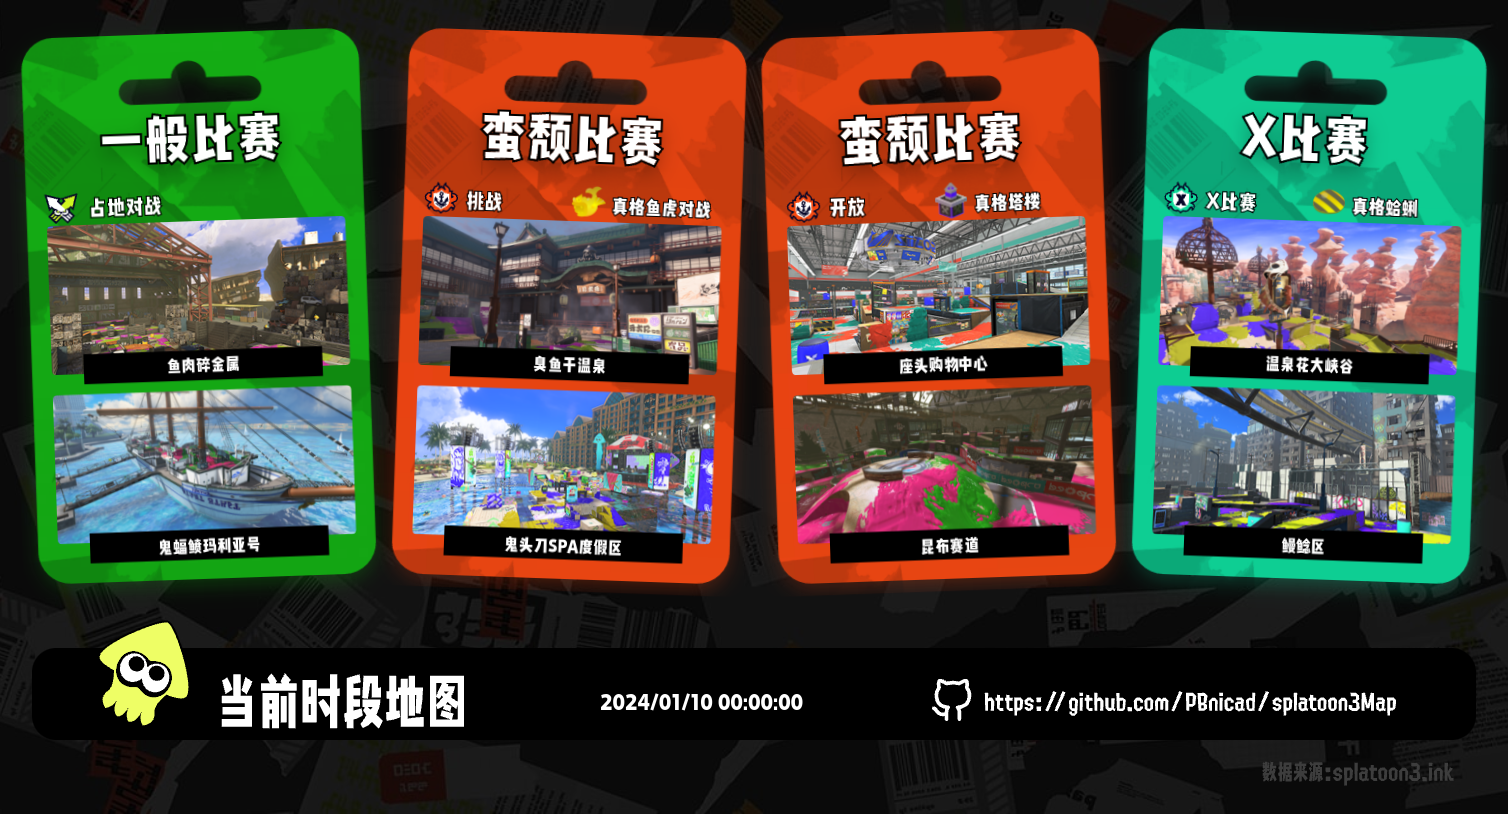 一般比赛
占地对战
鱼肉碎金属
鬼蝠鲼玛利亚号
蛮颓比赛
挑战
真格鱼虎对战
臭鱼干温泉
鬼头刀SPA度假区
蛮颓比赛
开放
真格塔楼
座头购物中心
昆布赛道
X比赛
X比赛
真格蛤蜊
温泉花大峡谷
鳗鲶区
当前时段地图
2024/01/10 00:00:00
https://github.com/PBnicad/splatoon3Map
数据来源:splatoon3.ink